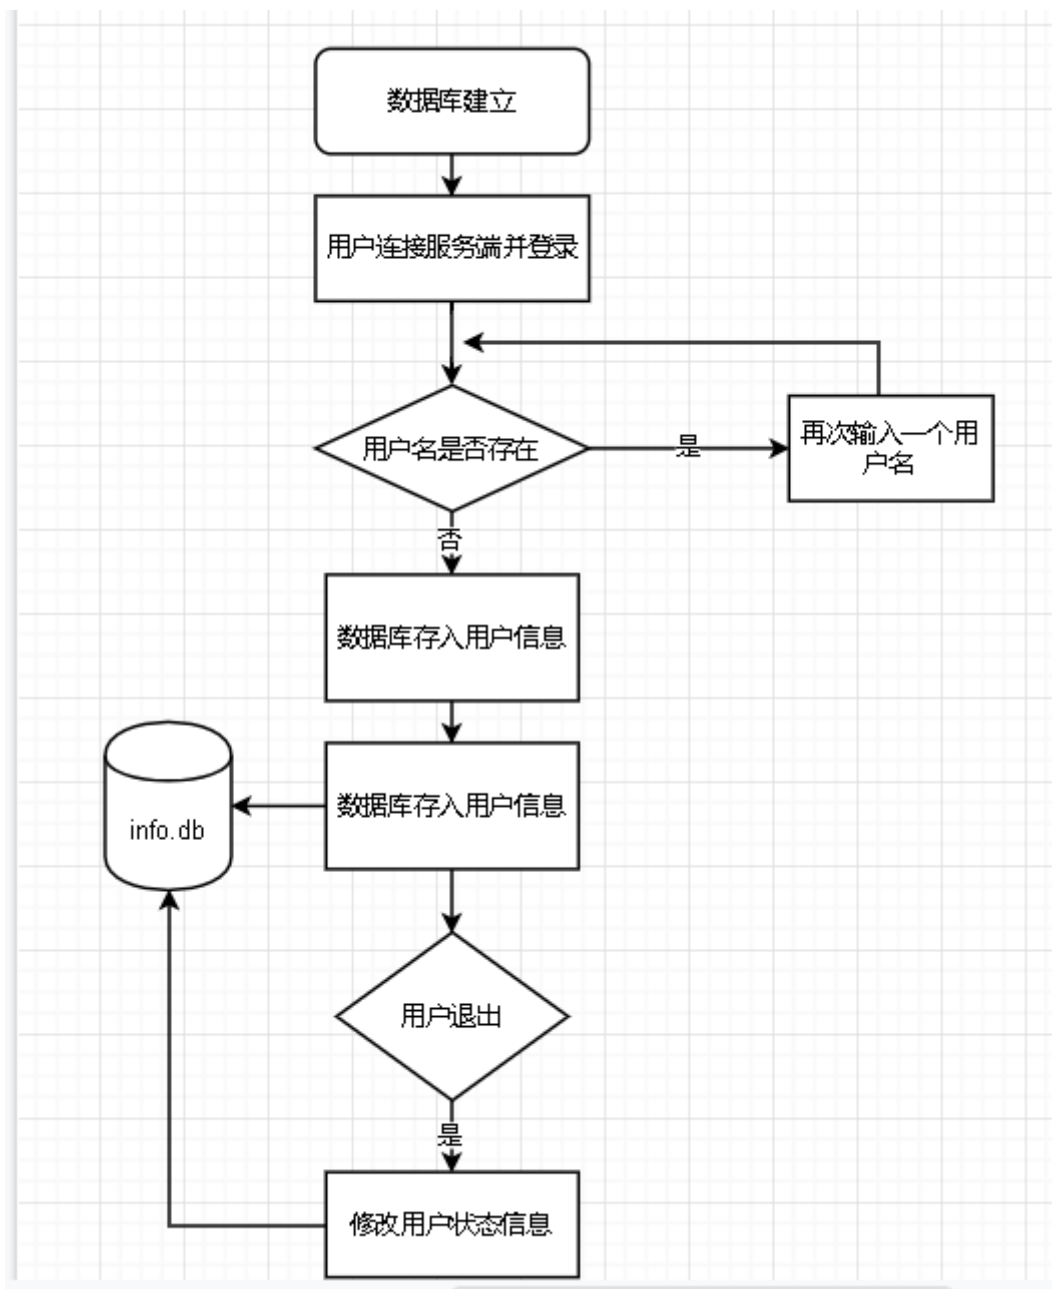 数据库建立
用户连接服务端并登录
用户名是否存在
是
再次输入一个用
户名
否
数据库存入用户信息
数据库存入用户信息
info.db
用户退出
是
修改用户状态信息